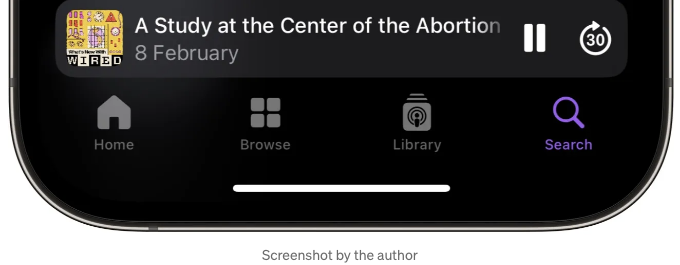 A Study at the Center of the Abortion
8 February
30
What's New With
WIRED
Home
Browse
Library
Search
Screenshot by the author